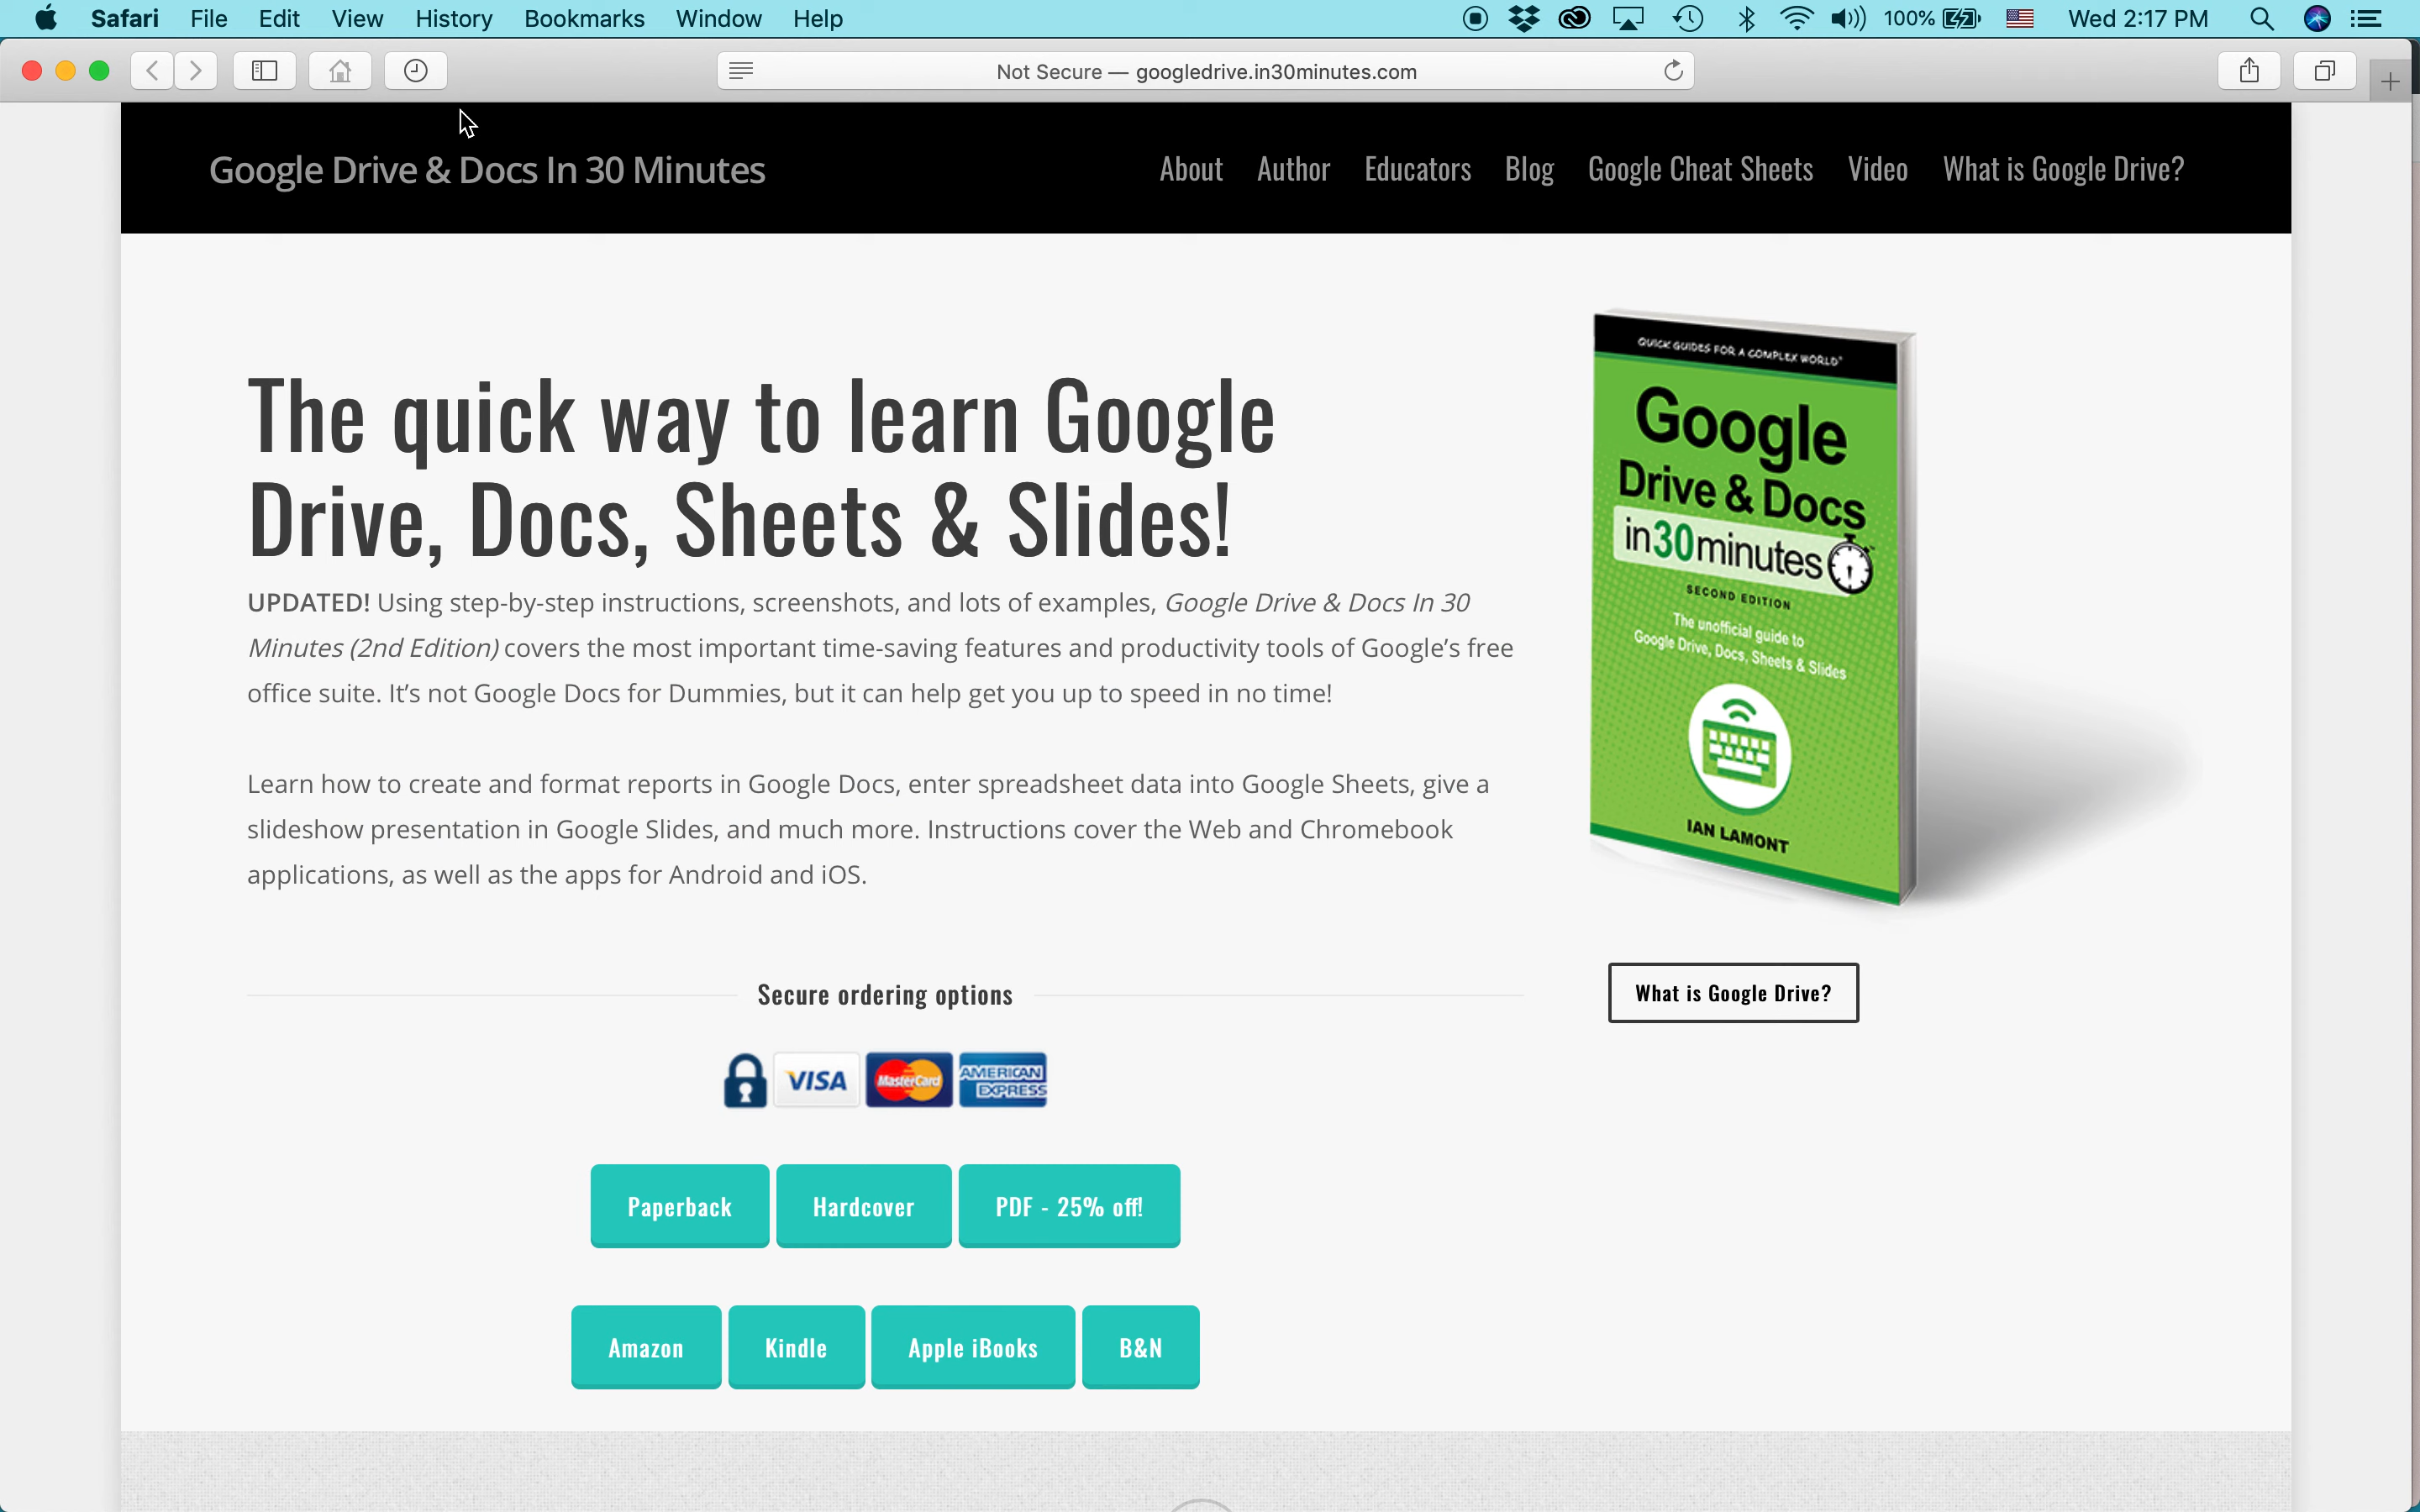 Safari File Edit View History Bookmarks Window Help 100% Wed 2:17 PM
Not Secure — googledrive.in30minutes.com
Google Drive & Docs In 30 Minutes
About Author Educators Blog Google Cheat Sheets Video What is Google Drive?
The quick way to learn Google
Drive, Docs, Sheets & Slides!
UPDATED! Using step-by-step instructions, screenshots, and lots of examples, Google Drive & Docs In 30
Minutes (2nd Edition) covers the most important time-saving features and productivity tools of Google’s free
office suite. It’s not Google Docs for Dummies, but it can help get you up to speed in no time!
Learn how to create and format reports in Google Docs, enter spreadsheet data into Google Sheets, give a
slideshow presentation in Google Slides, and much more. Instructions cover the Web and Chromebook
applications, as well as the apps for Android and iOS.
QUICK GUIDES FOR A COMPLEX WORLD
Google
Drive & Docs
in30minutes
SECOND EDITION
The unofficial guide to
Google Drive, Docs, Sheets & Slides
IAN LAMONT
What is Google Drive?
Secure ordering options
VISA MasterCard AMERICAN
EXPRESS
Paperback Hardcover PDF - 25% off!
Amazon Kindle Apple iBooks B&N